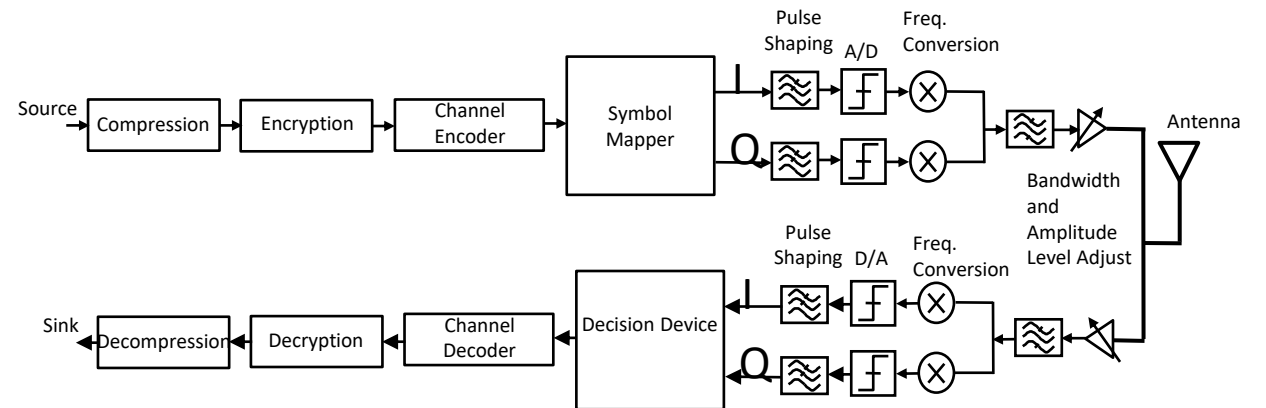 Pulse
Shaping
A/D
Freq.
Conversion
Source
Compression
Encryption
Channel
Encoder
Symbol
Mapper
I
Q
Antenna
Bandwidth
and
Amplitude
Level Adjust
Pulse
Shaping
D/A
Freq.
Conversion
Sink
Decompression
Decryption
Channel
Decoder
Decision Device
I
Q